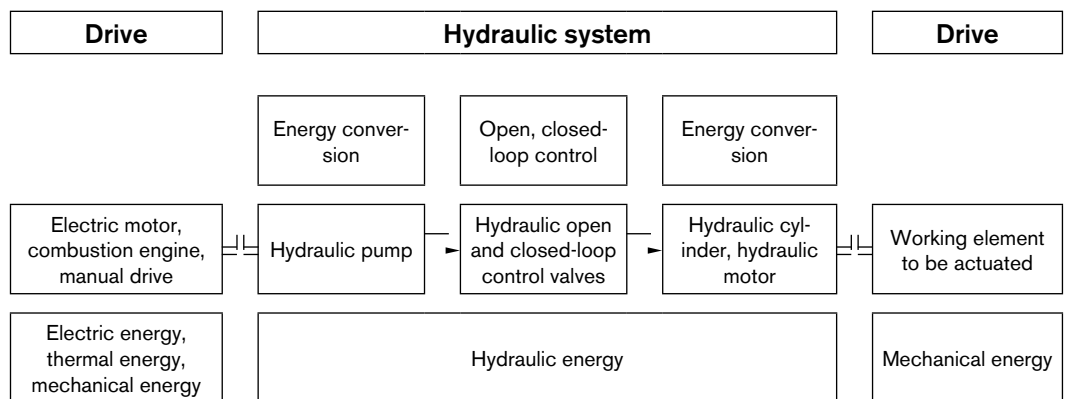 Drive
Hydraulic system
Drive
Energy conver-
sion
Open, closed-
loop control
Energy conver-
sion
Electric motor,
combustion engine,
manual drive
Hydraulic pump
Hydraulic open
and closed-loop
control valves
Hydraulic cyl-
inder, hydraulic
motor
Working element
to be actuated
Electric energy,
thermal energy,
mechanical energy
Hydraulic energy
Mechanical energy